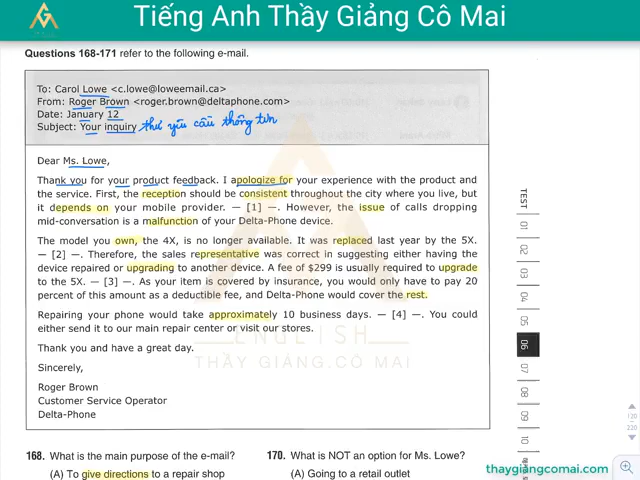 Tiếng Anh Thầy Giảng Cô Mai
Questions 168-171 refer to the following e-mail.
To: Carol Lowe <c.lowe@loweemail.ca>
From: Roger Brown <roger.brown@deltaphone.com>
Date: January 12
Subject: Your inquiry thư yêu cầu thông tin
Dear Ms. Lowe,
Thank you for your product feedback. I apologize for your experience with the product and
the service. First, the reception should be consistent throughout the city where you live, but
it depends on your mobile provider. — [1] —. However, the issue of calls dropping
mid-conversation is a malfunction of your Delta-Phone device.
The model you own, the 4X, is no longer available. It was replaced last year by the 5X.
— [2] —. Therefore, the sales representative was correct in suggesting either having the
device repaired or upgrading to another device. A fee of $299 is usually required to upgrade
to the 5X. — [3] —. As your item is covered by insurance, you would only have to pay 20
percent of this amount as a deductible fee, and Delta-Phone would cover the rest.
Repairing your phone would take approximately 10 business days. — [4] —. You could
either send it to our main repair center or visit our stores.
ENGLISH
THẦY GIẢNG.CÔ MAI
Thank you and have a great day.
Sincerely,
Roger Brown
Customer Service Operator
Delta-Phone
TEST
01
02
03
04
05
06
07
08
09
10
120
220
168. What is the main purpose of the e-mail?
(A) To give directions to a repair shop
170. What is NOT an option for Ms. Lowe?
(A) Going to a retail outlet
thaygiangcomai.com